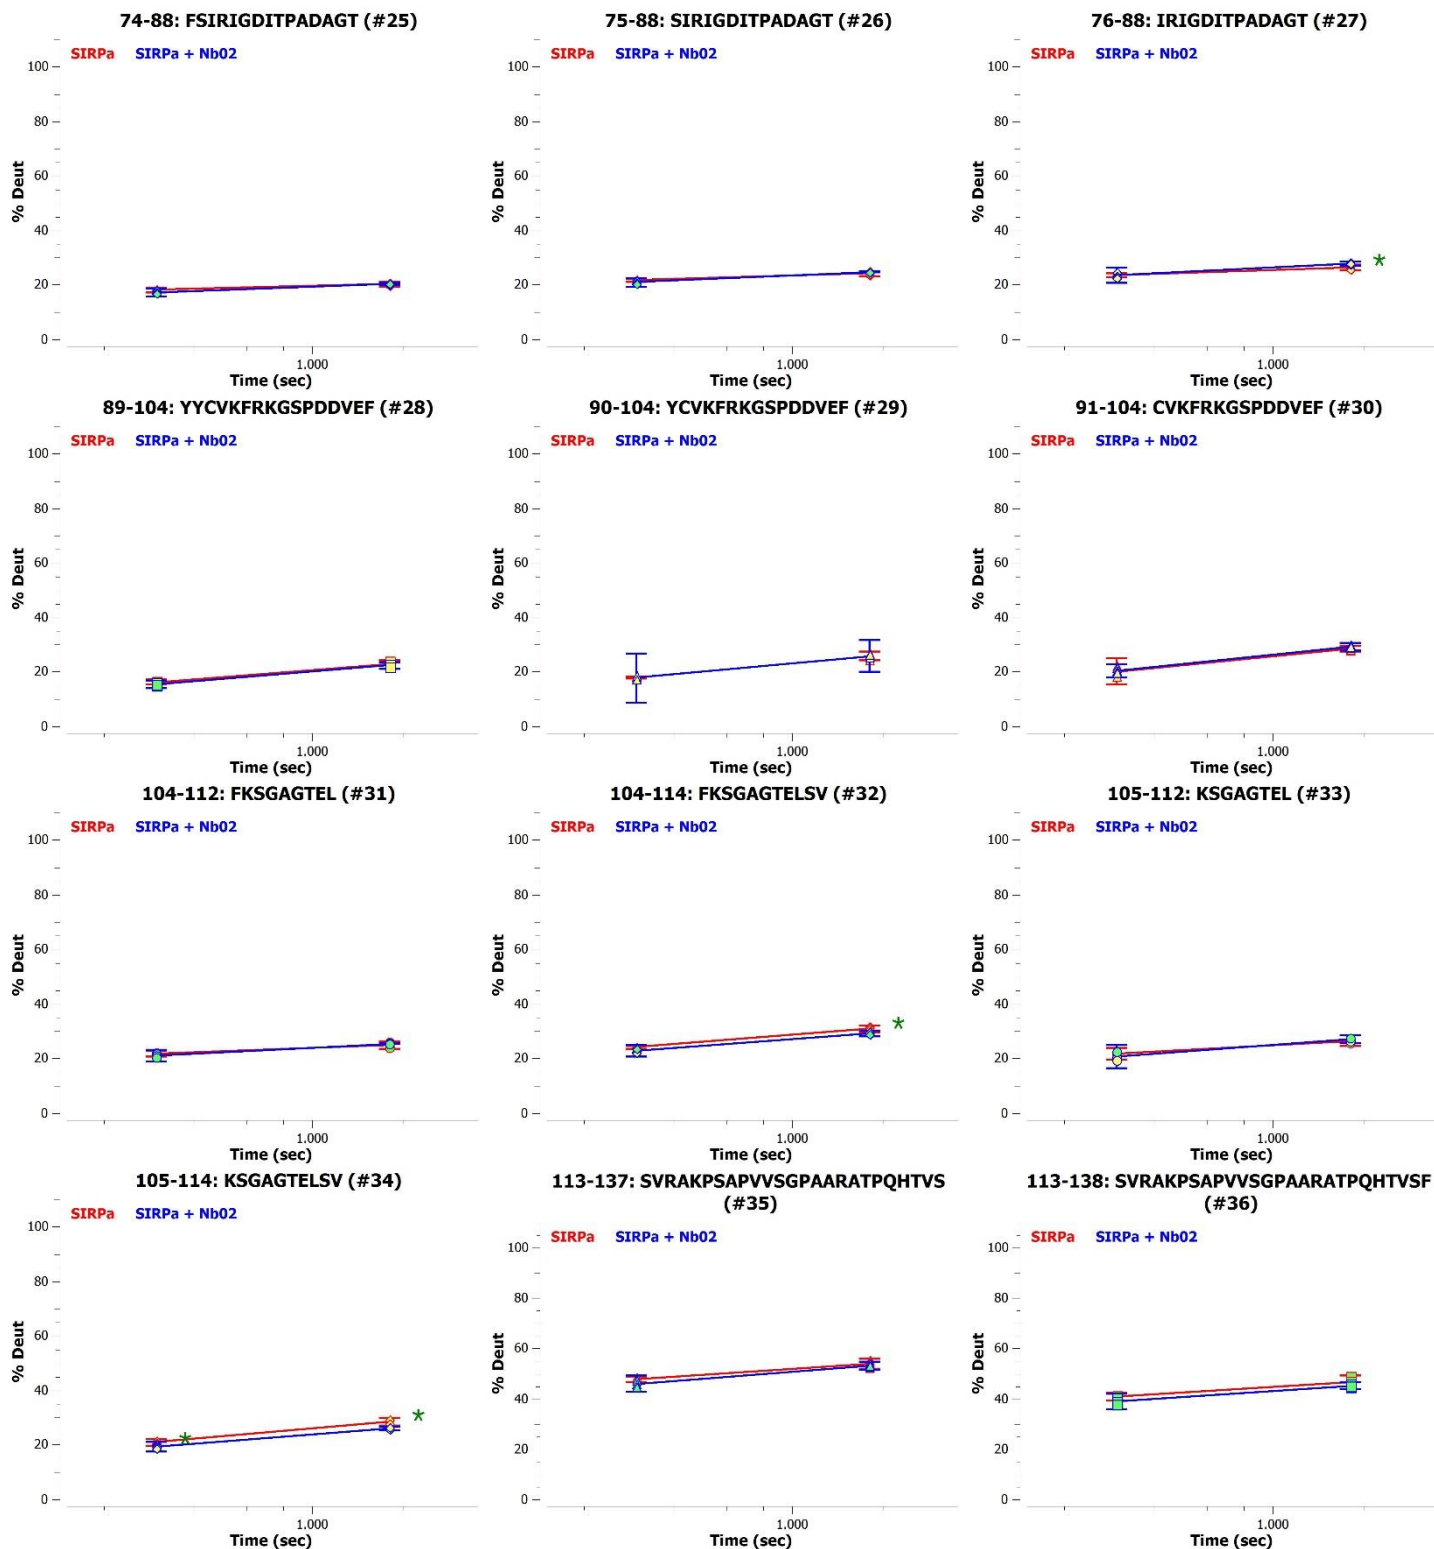 74-88: FSIRIGDITPADAGT (#25)
SIRPa SIRPa + Nb02
100
80
60
40
20
0
% Deut
1.000
Time (sec)
75-88: SIRIGDITPADAGT (#26)
SIRPa SIRPa + Nb02
100
80
60
40
20
0
% Deut
1.000
Time (sec)
76-88: IRIGDITPADAGT (#27)
SIRPa SIRPa + Nb02
100
80
60
40
20
0
% Deut
*
1.000
Time (sec)
89-104: YYCVKFRKGSPDDVEF (#28)
SIRPa SIRPa + Nb02
100
80
60
40
20
0
% Deut
1.000
Time (sec)
90-104: YCVKFRKGSPDDVEF (#29)
SIRPa SIRPa + Nb02
100
80
60
40
20
0
% Deut
1.000
Time (sec)
91-104: CVKFRKGSPDDVEF (#30)
SIRPa SIRPa + Nb02
100
80
60
40
20
0
% Deut
1.000
Time (sec)
104-112: FKSGAGTEL (#31)
SIRPa SIRPa + Nb02
100
80
60
40
20
0
% Deut
1.000
Time (sec)
104-114: FKSGAGTELSV (#32)
SIRPa SIRPa + Nb02
100
80
60
40
20
0
% Deut
*
1.000
Time (sec)
105-112: KSGAGTEL (#33)
SIRPa SIRPa + Nb02
100
80
60
40
20
0
% Deut
1.000
Time (sec)
105-114: KSGAGTELSV (#34)
SIRPa SIRPa + Nb02
100
80
60
40
20
0
% Deut
* *
1.000
Time (sec)
113-137: SVRAKPSAPVVSGPAARATPQHTVS
(#35)
SIRPa SIRPa + Nb02
100
80
60
40
20
0
% Deut
1.000
Time (sec)
113-138: SVRAKPSAPVVSGPAARATPQHTVSF
(#36)
SIRPa SIRPa + Nb02
100
80
60
40
20
0
% Deut
1.000
Time (sec)